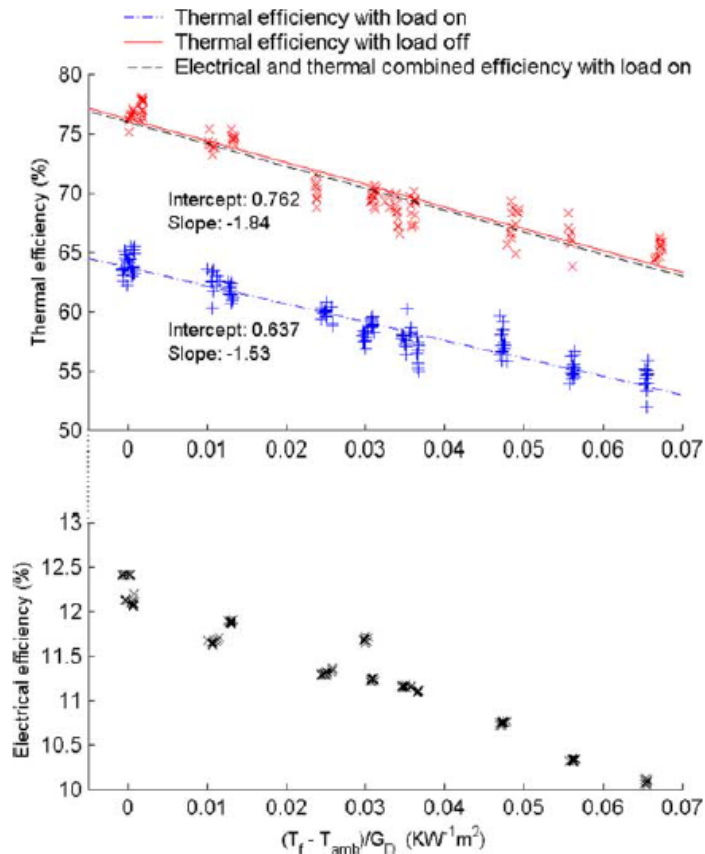 Thermal efficiency with load on
Thermal efficiency with load off
Electrical and thermal combined efficiency with load on
80
75
70
65
60
55
50
Thermal efficiency (%)
Intercept: 0.762
Slope: -1.84
Intercept: 0.637
Slope: -1.53
0 0.01 0.02 0.03 0.04 0.05 0.06 0.07
13
12.5
12
11.5
11
10.5
10
Electrical efficiency (%)
0 0.01 0.02 0.03 0.04 0.05 0.06 0.07
(T_f - T_amb)/G_D (KW⁻¹m²)